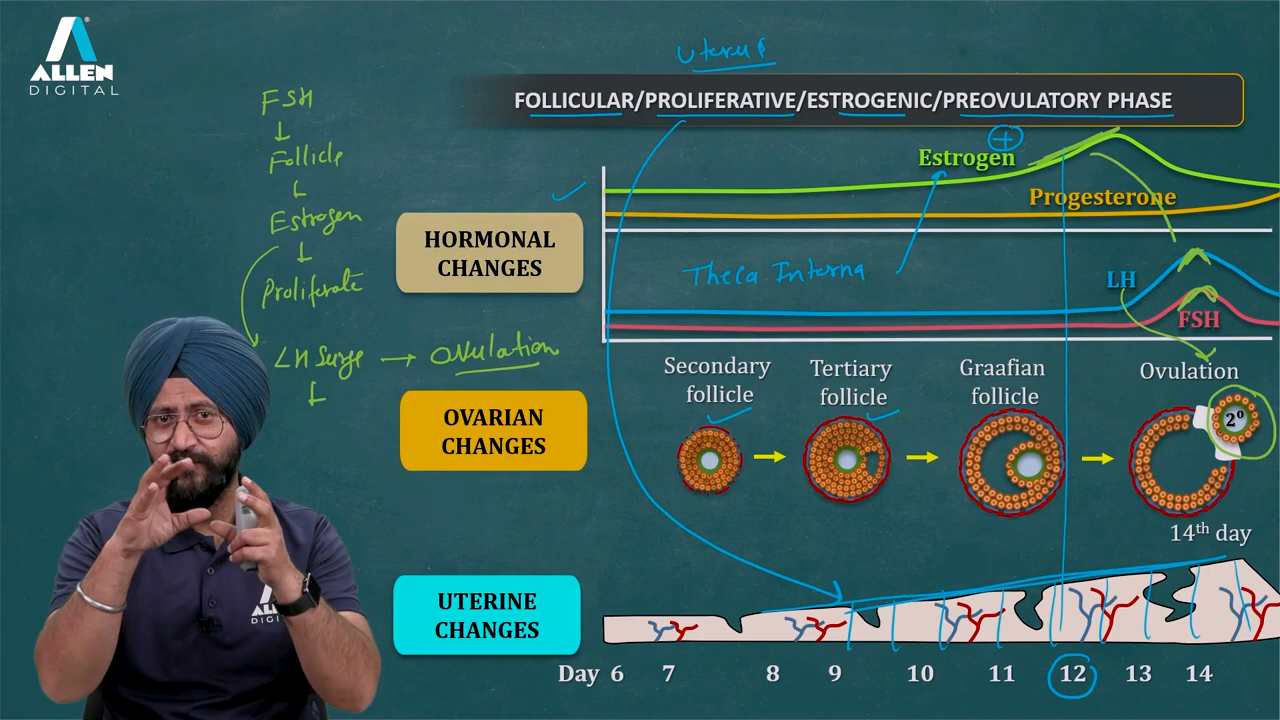 ALLEN
DIGITAL
FSH
Follicle
Estrogen
Proliferate
LH Surge → Ovulation
Uterus
FOLLICULAR/PROLIFERATIVE/ESTROGENIC/PREOVULATORY PHASE
+
Estrogen
Progesterone
HORMONAL
CHANGES
Theca Interna
LH
FSH
Secondary
follicle
Tertiary
follicle
Graafian
follicle
Ovulation
2⁰
OVARIAN
CHANGES
14th day
UTERINE
CHANGES
Day 6 7 8 9 10 11 12 13 14
ALLEN